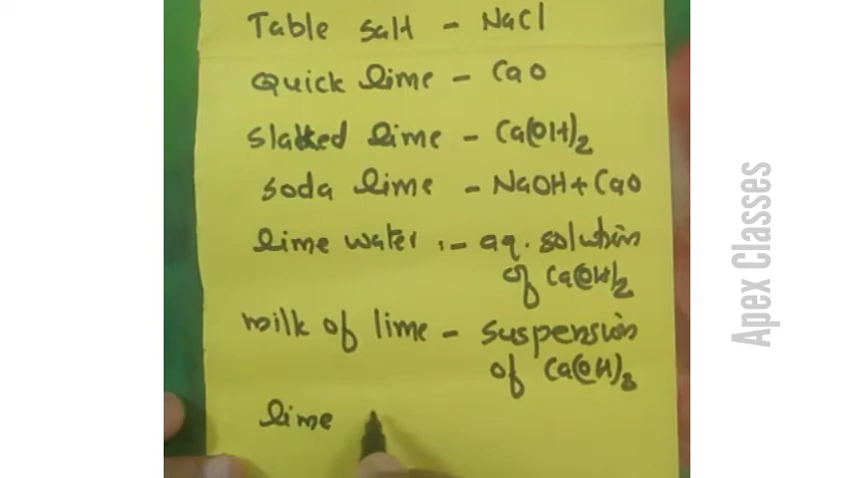 Table salt - NaCl
Quick lime - CaO
Slaked lime - Ca(OH)2
Soda lime - NaOH + CaO
lime water :- aq. solution
of Ca(OH)2
milk of lime - suspension
of Ca(OH)2
lime
Apex Classes